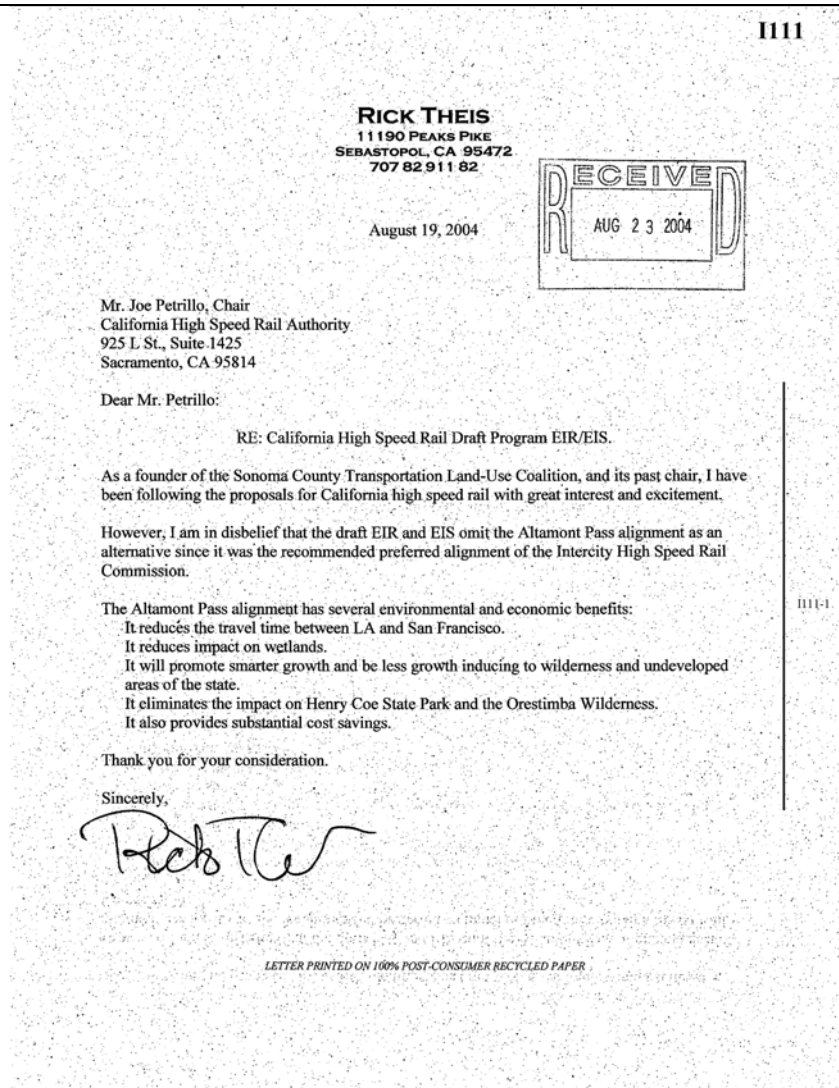 I111
RICK THEIS
11190 PEAKS PIKE
SEBASTOPOL, CA 95472
707 82 911 82
RECEIVED
AUG 23 2004
August 19, 2004
Mr. Joe Petrillo, Chair
California High Speed Rail Authority
925 L St., Suite 1425
Sacramento, CA 95814
Dear Mr. Petrillo:
RE: California High Speed Rail Draft Program EIR/EIS.
As a founder of the Sonoma County Transportation Land-Use Coalition, and its past chair, I have
been following the proposals for California high speed rail with great interest and excitement.
However, I am in disbelief that the draft EIR and EIS omit the Altamont Pass alignment as an
alternative since it was the recommended preferred alignment of the Intercity High Speed Rail
Commission.
The Altamont Pass alignment has several environmental and economic benefits:
I111-1
It reduces the travel time between LA and San Francisco.
It reduces impact on wetlands.
It will promote smarter growth and be less growth inducing to wilderness and undeveloped
areas of the state.
It eliminates the impact on Henry Coe State Park and the Orestimba Wilderness.
It also provides substantial cost savings.
Thank you for your consideration.
Sincerely,
LETTER PRINTED ON 100% POST-CONSUMER RECYCLED PAPER